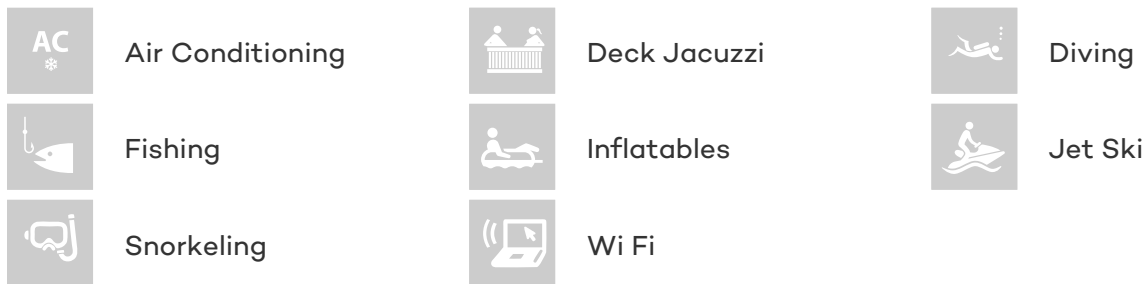 AC
Air Conditioning
Deck Jacuzzi
Diving
Fishing
Inflatables
Jet Ski
Snorkeling
Wi Fi